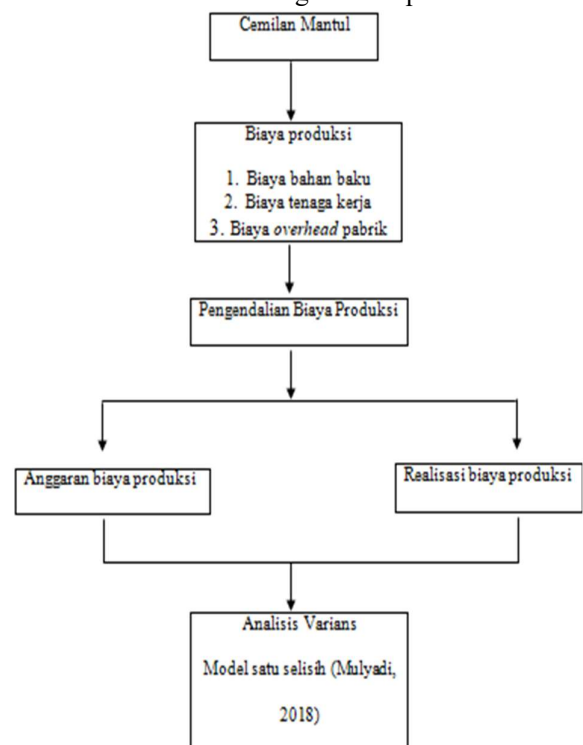 Cemilan Mantul
Biaya produksi
1. Biaya bahan baku
2. Biaya tenaga kerja
3. Biaya overhead pabrik
Pengendalian Biaya Produksi
Anggaran biaya produksi
Realisasi biaya produksi
Analisis Varians
Model satu selisih (Mulyadi,
2018)